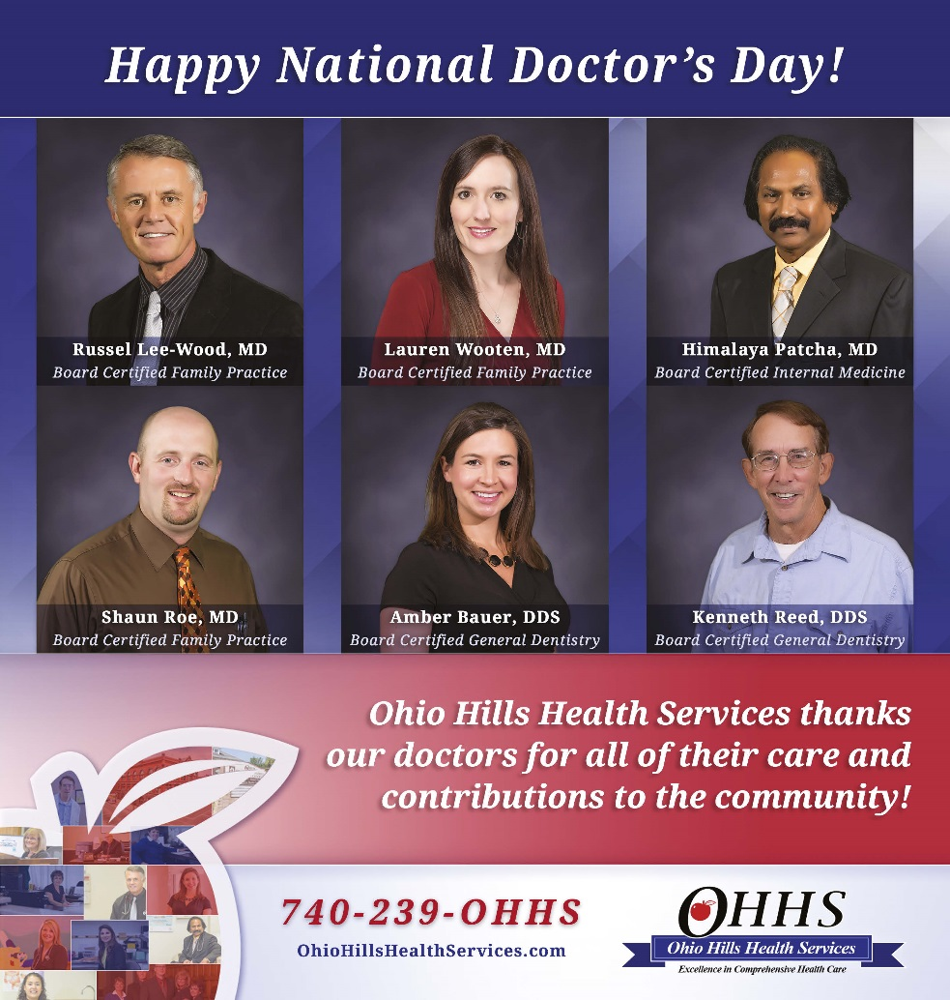 Happy National Doctor's Day!
Russel Lee-Wood, MD
Board Certified Family Practice
Lauren Wooten, MD
Board Certified Family Practice
Himalaya Patcha, MD
Board Certified Internal Medicine
Shaun Roe, MD
Board Certified Family Practice
Amber Bauer, DDS
Board Certified General Dentistry
Kenneth Reed, DDS
Board Certified General Dentistry
Ohio Hills Health Services thanks
our doctors for all of their care and
contributions to the community!
740-239-OHHS
OhioHillsHealthServices.com
OHHS
Ohio Hills Health Services
Excellence in Comprehensive Health Care